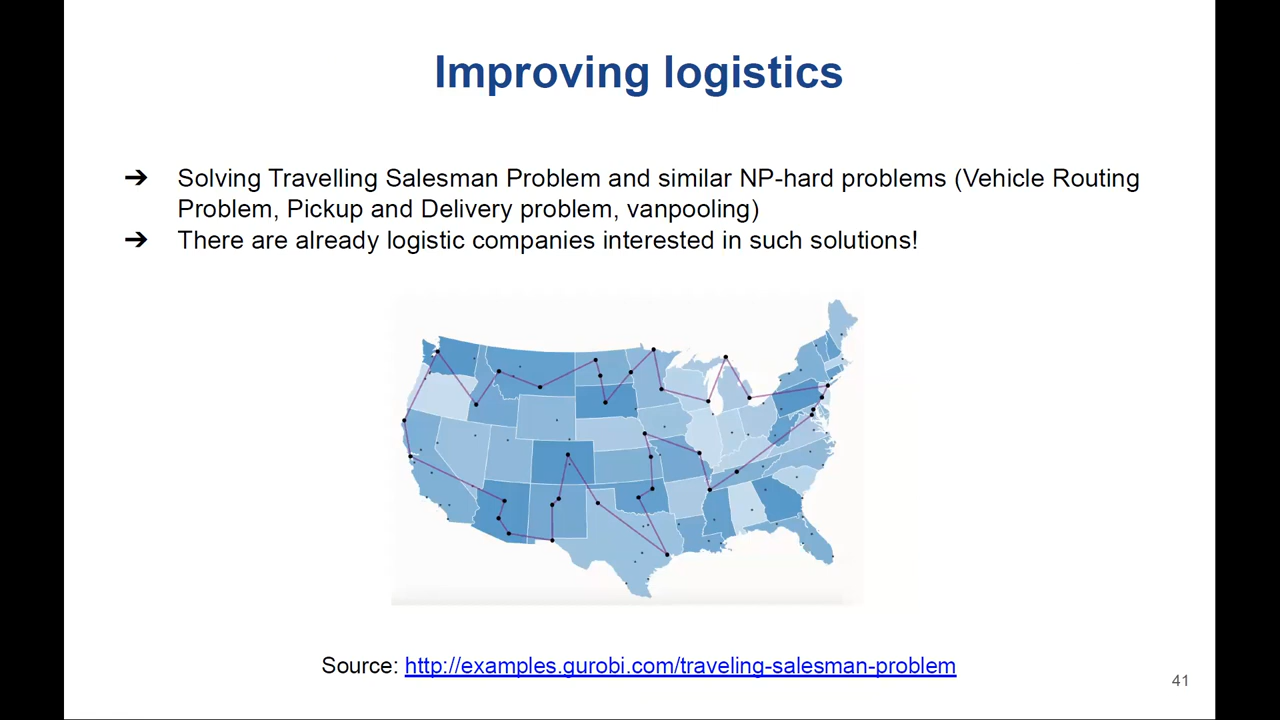 Improving logistics
➔ Solving Travelling Salesman Problem and similar NP-hard problems (Vehicle Routing
Problem, Pickup and Delivery problem, vanpooling)
➔ There are already logistic companies interested in such solutions!
Source: http://examples.gurobi.com/traveling-salesman-problem
41